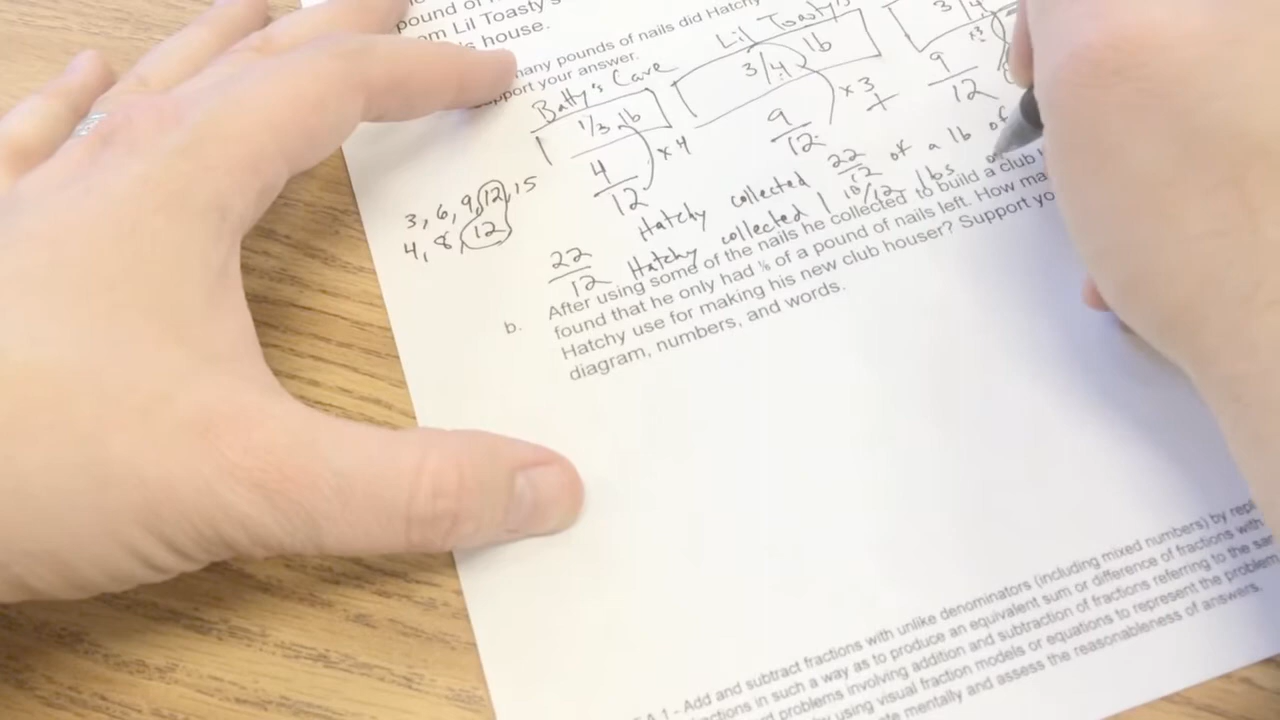 pound of
om Lil Toasty
's house.
many pounds of nails did Hatchy
support your answer.
Batty's Cave
1/3 lb
4
12
x 4
Lil Toasty's
3/4 lb
9
12
x 3
+
3/4
x3
9
12
3, 6, 9, 12, 15
4, 8, 12
Hatchy collected 22/12 of a lb of
22
12
Hatchy collected 1 10/12 lbs of
b. After using some of the nails he collected to build a club
found that he only had ⅙ of a pound of nails left. How ma
Hatchy use for making his new club houser? Support yo
diagram, numbers, and words.
.A.1 - Add and subtract fractions with unlike denominators (including mixed numbers) by repl
actions in such a way as to produce an equivalent sum or difference of fractions with
problems involving addition and subtraction of fractions referring to the sam
by using visual fraction models or equations to represent the problem
mentally and assess the reasonableness of answers.